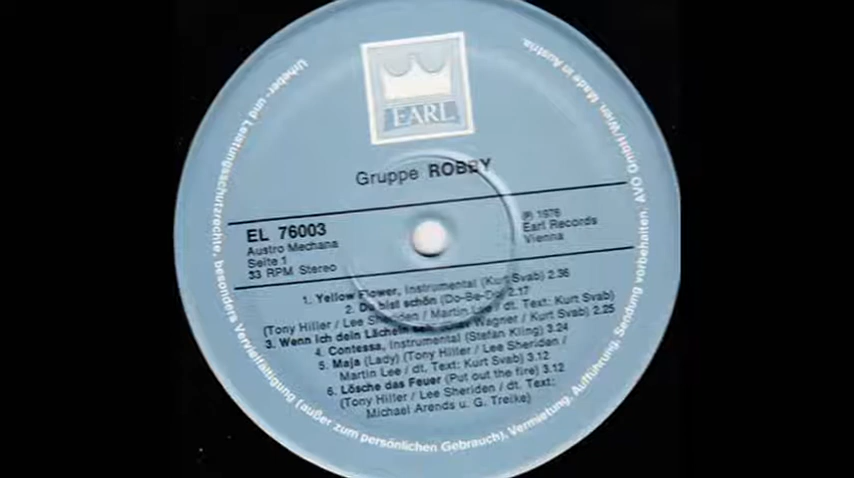 EARL
Gruppe ROBBY
EL 76003
Austro Mechana
Seite 1
33 RPM Stereo
Ⓟ 1976
Earl Records
Vienna
1. Yellow Flower, Instrumental (Kurt Svab) 2.36
2. Du bist schön (Do-Be-Do) 2.17
(Tony Hiller / Lee Sheriden / Martin Lee / dt. Text: Kurt Svab)
3. Wenn ich dein Lächeln Wagner / Kurt Svab) 2.25
4. Contessa, Instrumental (Stefan Kling) 3.24
5. Maja (Lady) (Tony Hiller / Lee Sheriden /
Martin Lee / dt. Text: Kurt Svab) 3.12
6. Lösche das Feuer (Put out the fire) 3.12
(Tony Hiller / Lee Sheriden / dt. Text:
Michael Arends u. G. Treike)
Urheber- und Leistungsschutzrechte, besonders Vervielfältigung (außer zum persönlichen Gebrauch), Vermietung, Aufführung, Sendung vorbehalten. AVO GmbH/Wien. Made in Austria.